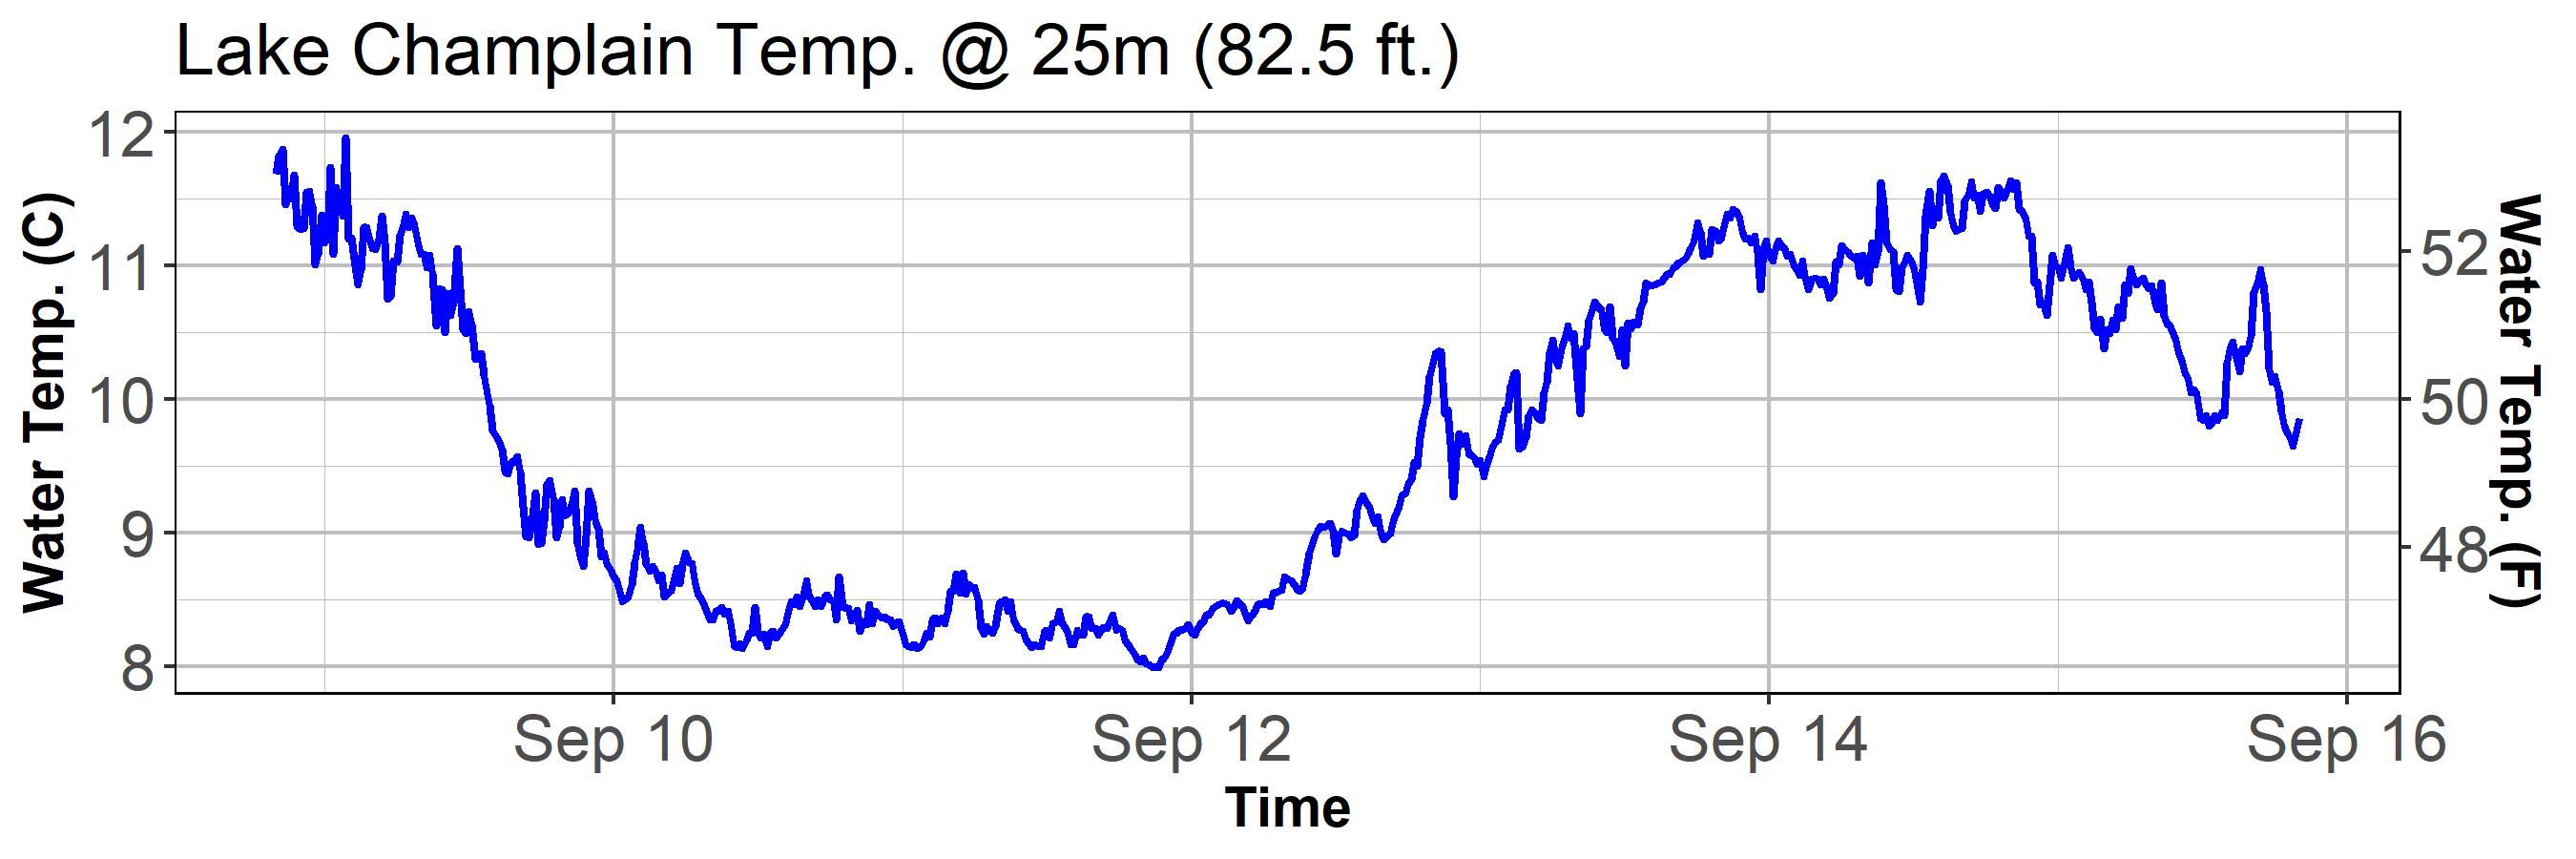 Lake Champlain Temp. @ 25m (82.5 ft.)
Water Temp. (C)
12
11
10
9
8
52
50
48
Water Temp. (F)
Sep 10 Sep 12 Sep 14 Sep 16
Time